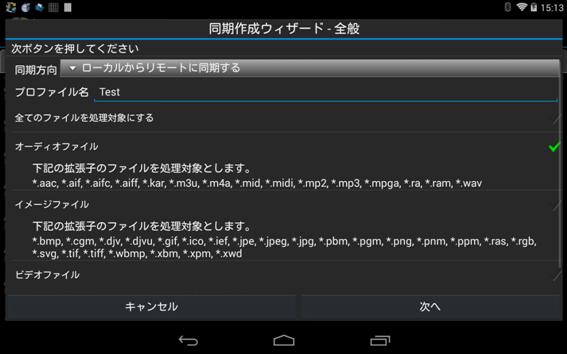 15:13
同期作成ウィザード - 全般
次ボタンを押してください
同期方向 ローカルからリモートに同期する
プロファイル名 Test
全てのファイルを処理対象にする
オーディオファイル
下記の拡張子のファイルを処理対象とします。
*.aac, *.aif, *.aifc, *.aiff, *.kar, *.m3u, *.m4a, *.mid, *.midi, *.mp2, *.mp3, *.mpga, *.ra, *.ram, *.wav
イメージファイル
下記の拡張子のファイルを処理対象とします。
*.bmp, *.cgm, *.djv, *.djvu, *.gif, *.ico, *.ief, *.jpe, *.jpeg, *.jpg, *.pbm, *.pgm, *.png, *.pnm, *.ppm, *.ras, *.rgb,
*.svg, *.tif, *.tiff, *.wbmp, *.xbm, *.xpm, *.xwd
ビデオファイル
キャンセル 次へ